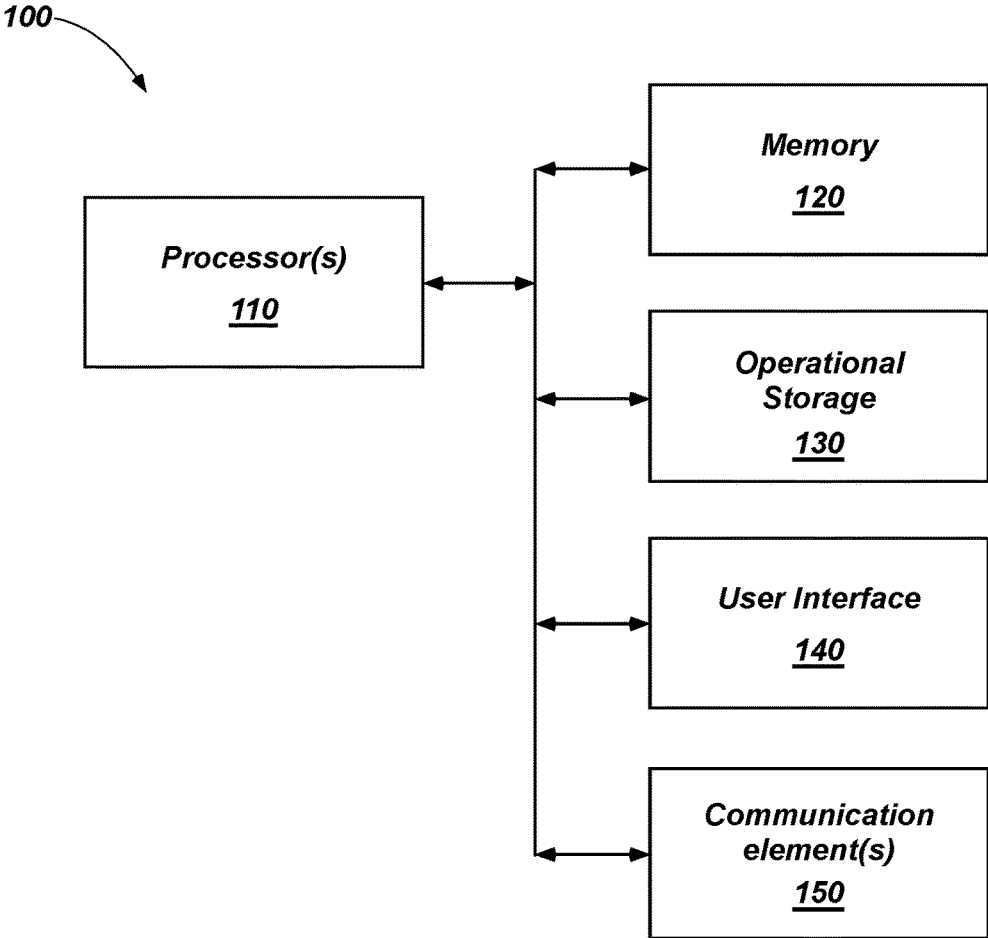 100
Processor(s)
110
Memory
120
Operational
Storage
130
User Interface
140
Communication
element(s)
150